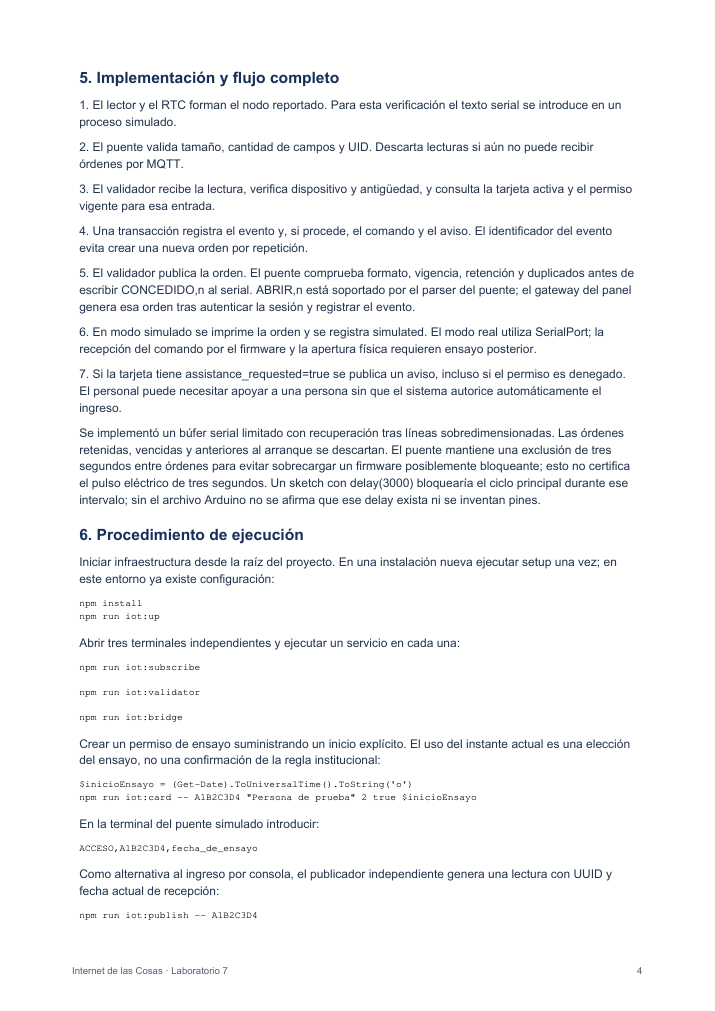 5. Implementación y flujo completo
1. El lector y el RTC forman el nodo reportado. Para esta verificación el texto serial se introduce en un
proceso simulado.
2. El puente valida tamaño, cantidad de campos y UID. Descarta lecturas si aún no puede recibir
órdenes por MQTT.
3. El validador recibe la lectura, verifica dispositivo y antigüedad, y consulta la tarjeta activa y el permiso
vigente para esa entrada.
4. Una transacción registra el evento y, si procede, el comando y el aviso. El identificador del evento
evita crear una nueva orden por repetición.
5. El validador publica la orden. El puente comprueba formato, vigencia, retención y duplicados antes de
escribir CONCEDIDO,n al serial. ABRIR,n está soportado por el parser del puente; el gateway del panel
genera esa orden tras autenticar la sesión y registrar el evento.
6. En modo simulado se imprime la orden y se registra simulated. El modo real utiliza SerialPort; la
recepción del comando por el firmware y la apertura física requieren ensayo posterior.
7. Si la tarjeta tiene assistance_requested=true se publica un aviso, incluso si el permiso es denegado.
El personal puede necesitar apoyar a una persona sin que el sistema autorice automáticamente el
ingreso.
Se implementó un búfer serial limitado con recuperación tras líneas sobredimensionadas. Las órdenes
retenidas, vencidas y anteriores al arranque se descartan. El puente mantiene una exclusión de tres
segundos entre órdenes para evitar sobrecargar un firmware posiblemente bloqueante; esto no certifica
el pulso eléctrico de tres segundos. Un sketch con delay(3000) bloquearía el ciclo principal durante ese
intervalo; sin el archivo Arduino no se afirma que ese delay exista ni se inventan pines.
6. Procedimiento de ejecución
Iniciar infraestructura desde la raíz del proyecto. En una instalación nueva ejecutar setup una vez; en
este entorno ya existe configuración:
npm install
npm run iot:up
Abrir tres terminales independientes y ejecutar un servicio en cada una:
npm run iot:subscribe
npm run iot:validator
npm run iot:bridge
Crear un permiso de ensayo suministrando un inicio explícito. El uso del instante actual es una elección
del ensayo, no una confirmación de la regla institucional:
$inicioEnsayo = (Get-Date).ToUniversalTime().ToString('o')
npm run iot:card -- A1B2C3D4 "Persona de prueba" 2 true $inicioEnsayo
En la terminal del puente simulado introducir:
ACCESO,A1B2C3D4,fecha_de_ensayo
Como alternativa al ingreso por consola, el publicador independiente genera una lectura con UUID y
fecha actual de recepción:
npm run iot:publish -- A1B2C3D4
Internet de las Cosas · Laboratorio 7
4